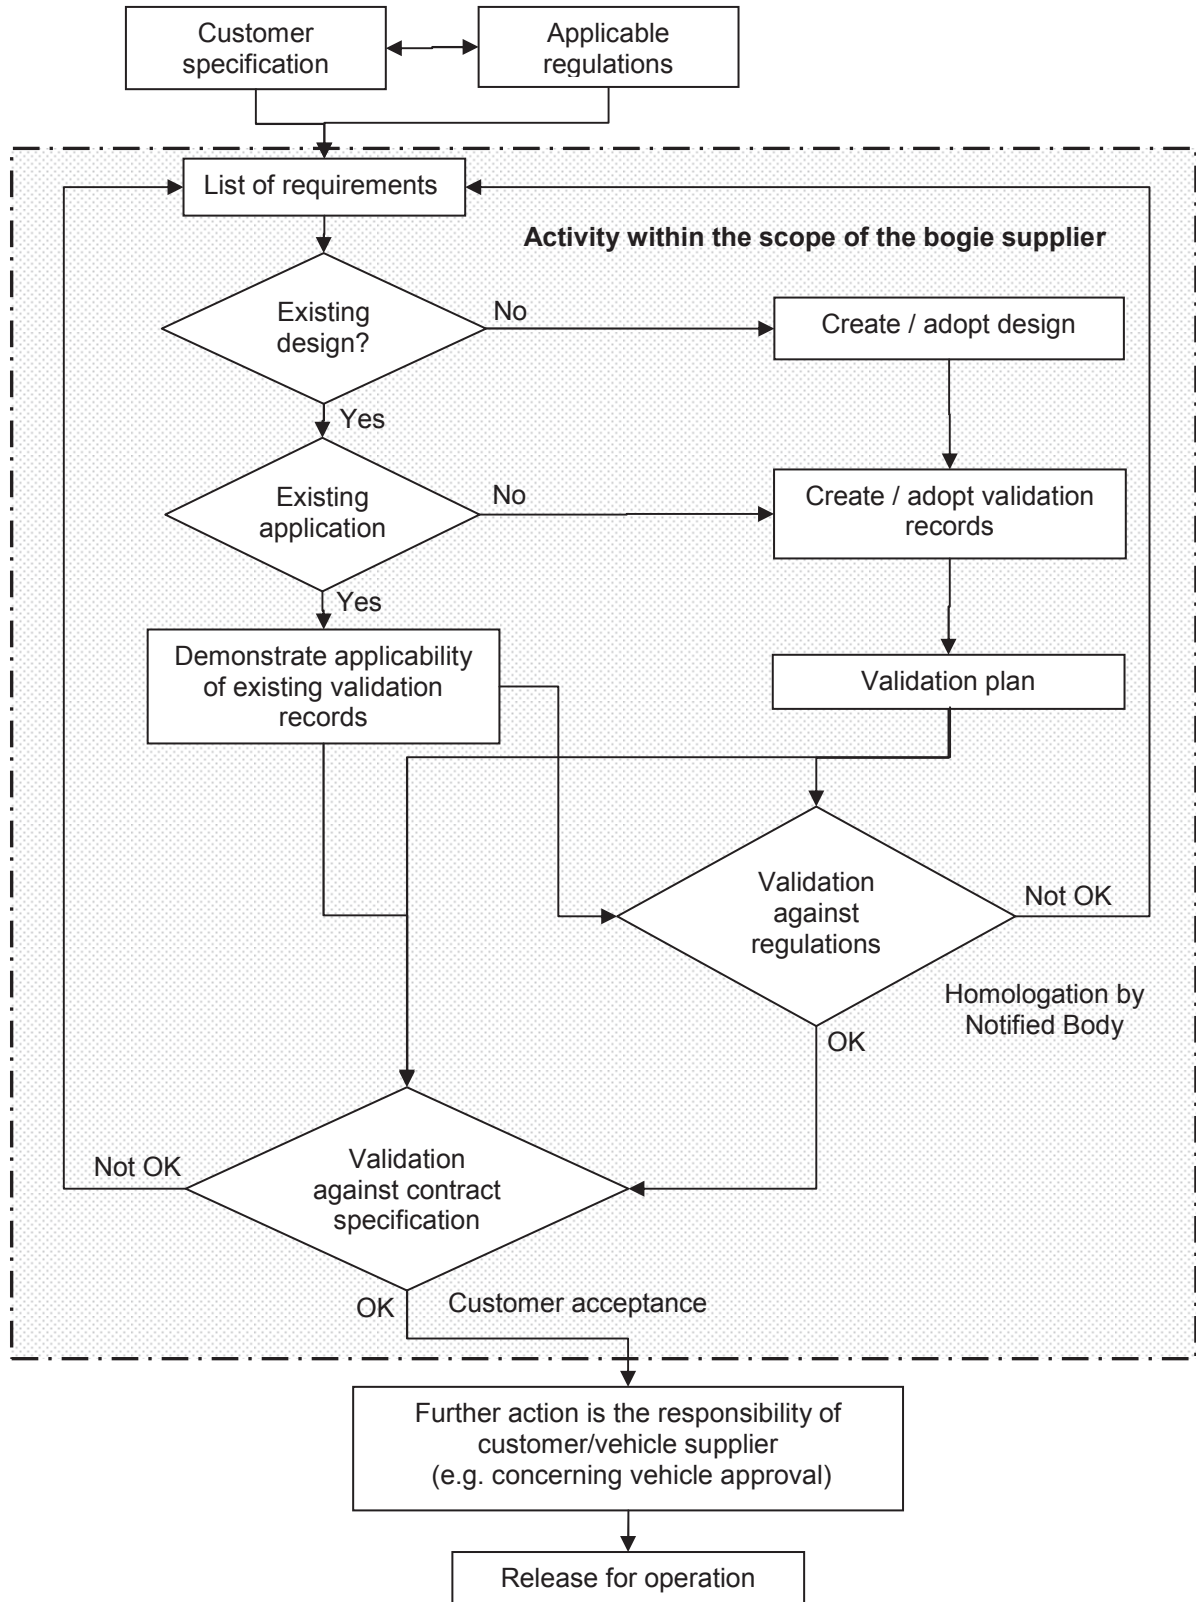 Customer
specification
Applicable
regulations
List of requirements
Activity within the scope of the bogie supplier
Existing
design?
No
Create / adopt design
Yes
Existing
application
No
Create / adopt validation
records
Yes
Demonstrate applicability
of existing validation
records
Validation plan
Validation
against
regulations
Not OK
Homologation by
Notified Body
OK
Not OK
Validation
against contract
specification
OK
Customer acceptance
Further action is the responsibility of
customer/vehicle supplier
(e.g. concerning vehicle approval)
Release for operation